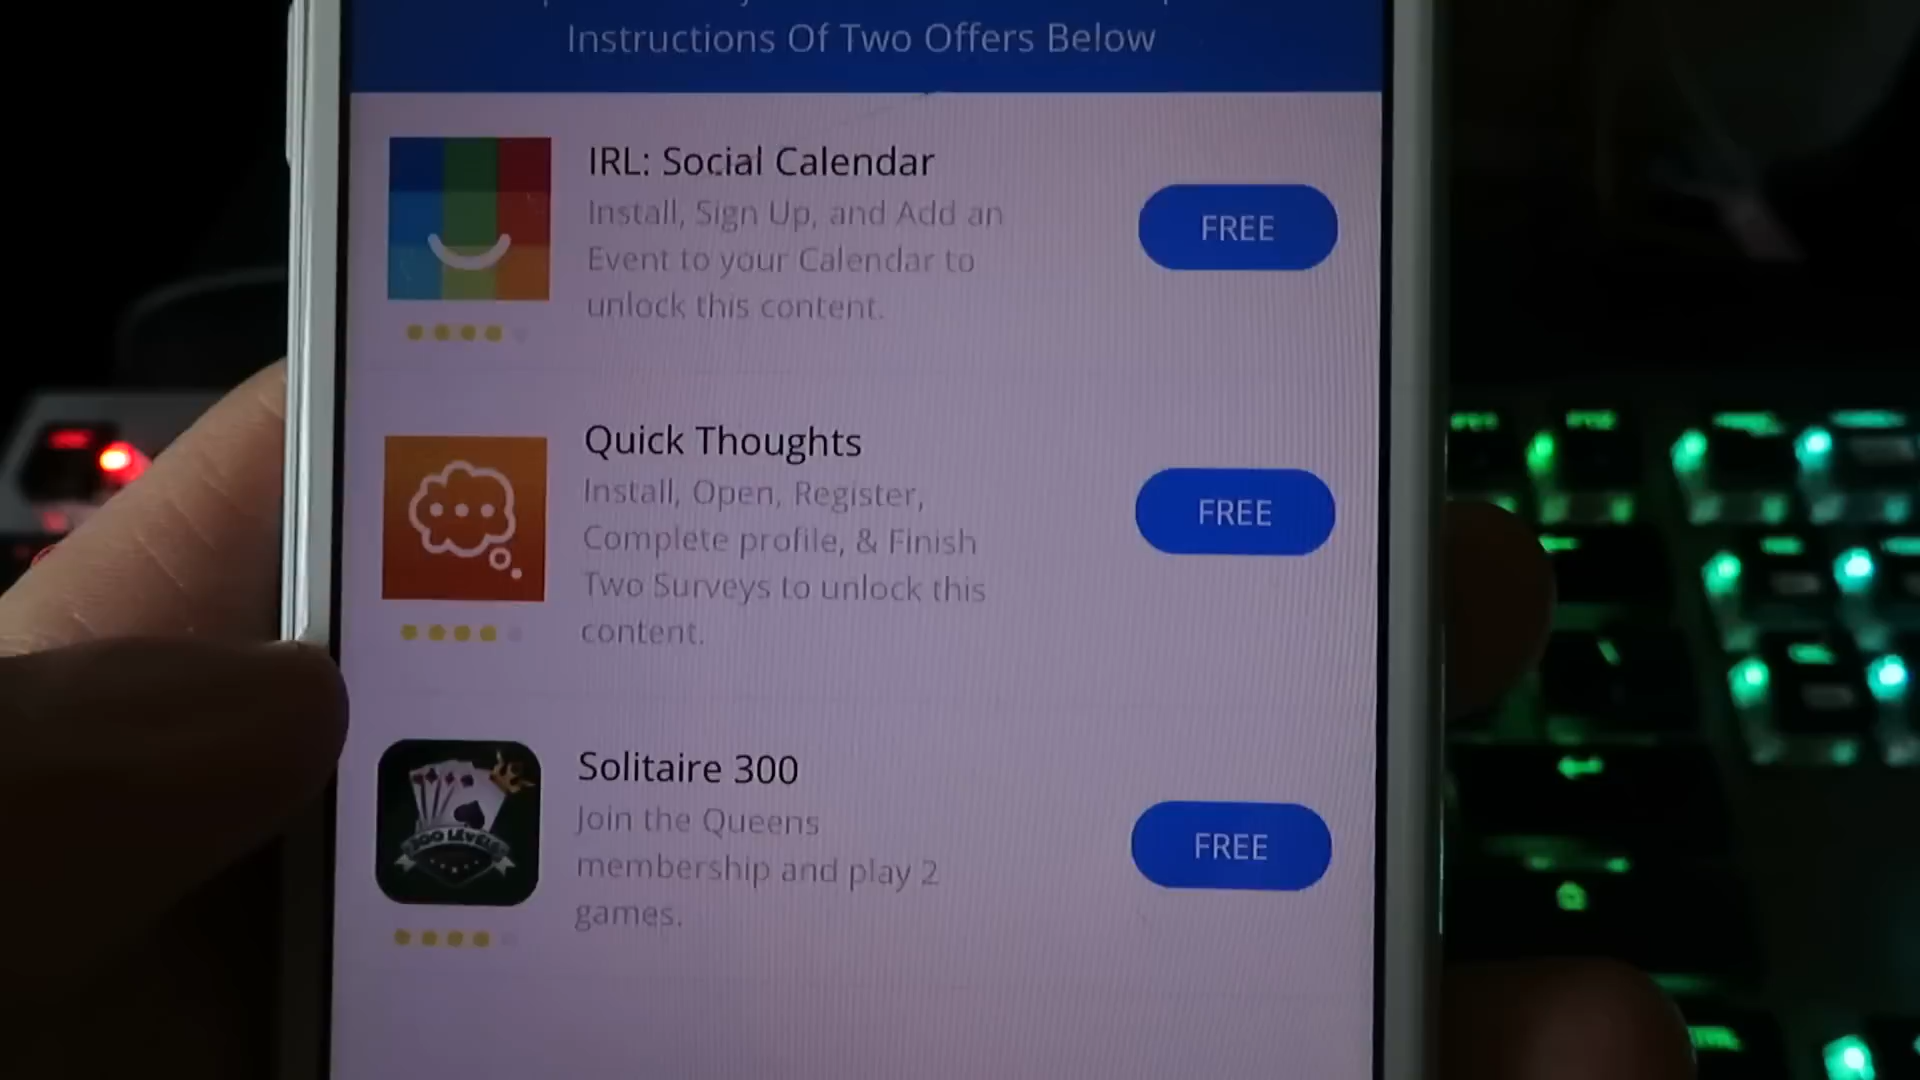 Instructions Of Two Offers Below
IRL: Social Calendar
Install, Sign Up, and Add an
Event to your Calendar to
unlock this content.
FREE
Quick Thoughts
Install, Open, Register,
Complete profile, & Finish
Two Surveys to unlock this
content.
FREE
Solitaire 300
300 LEVELS
Join the Queens
membership and play 2
games.
FREE